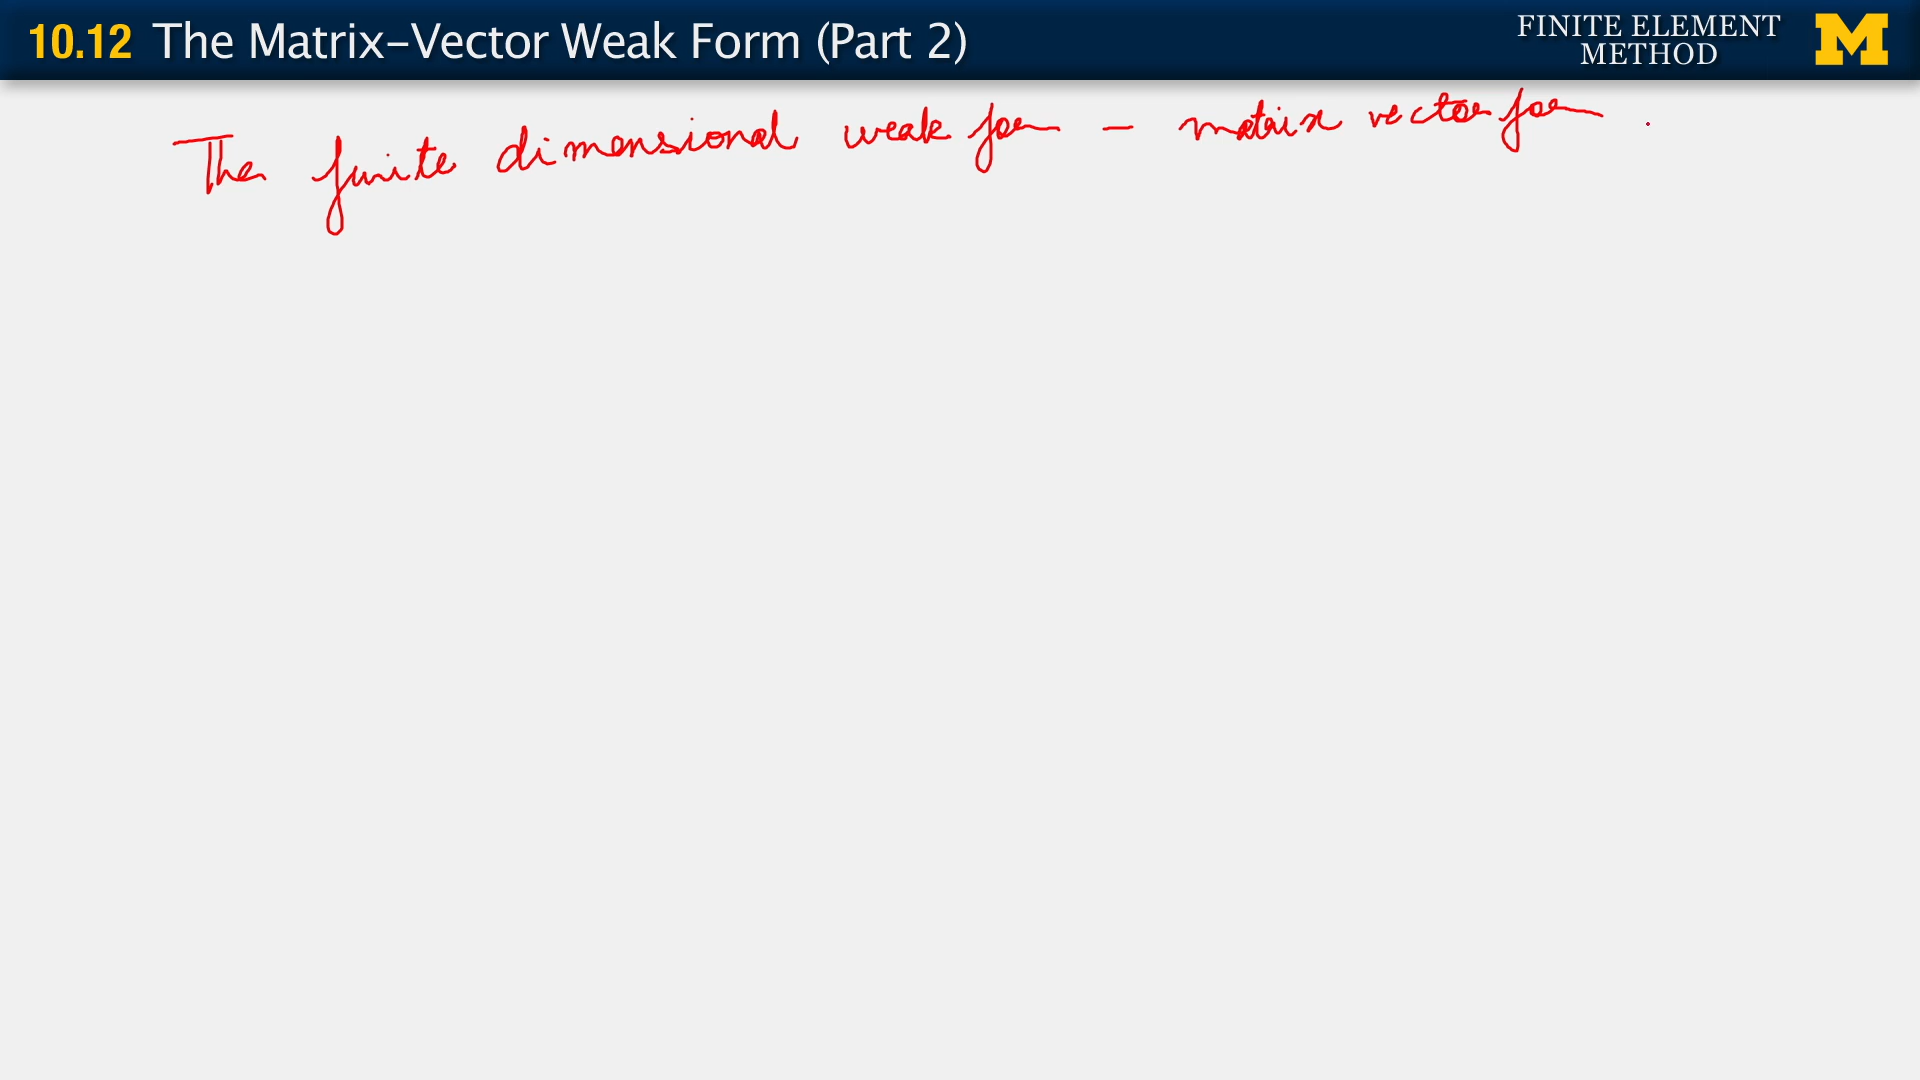 10.12 The Matrix–Vector Weak Form (Part 2)
FINITE ELEMENT
METHOD
The finite dimensional weak form – matrix vector form .